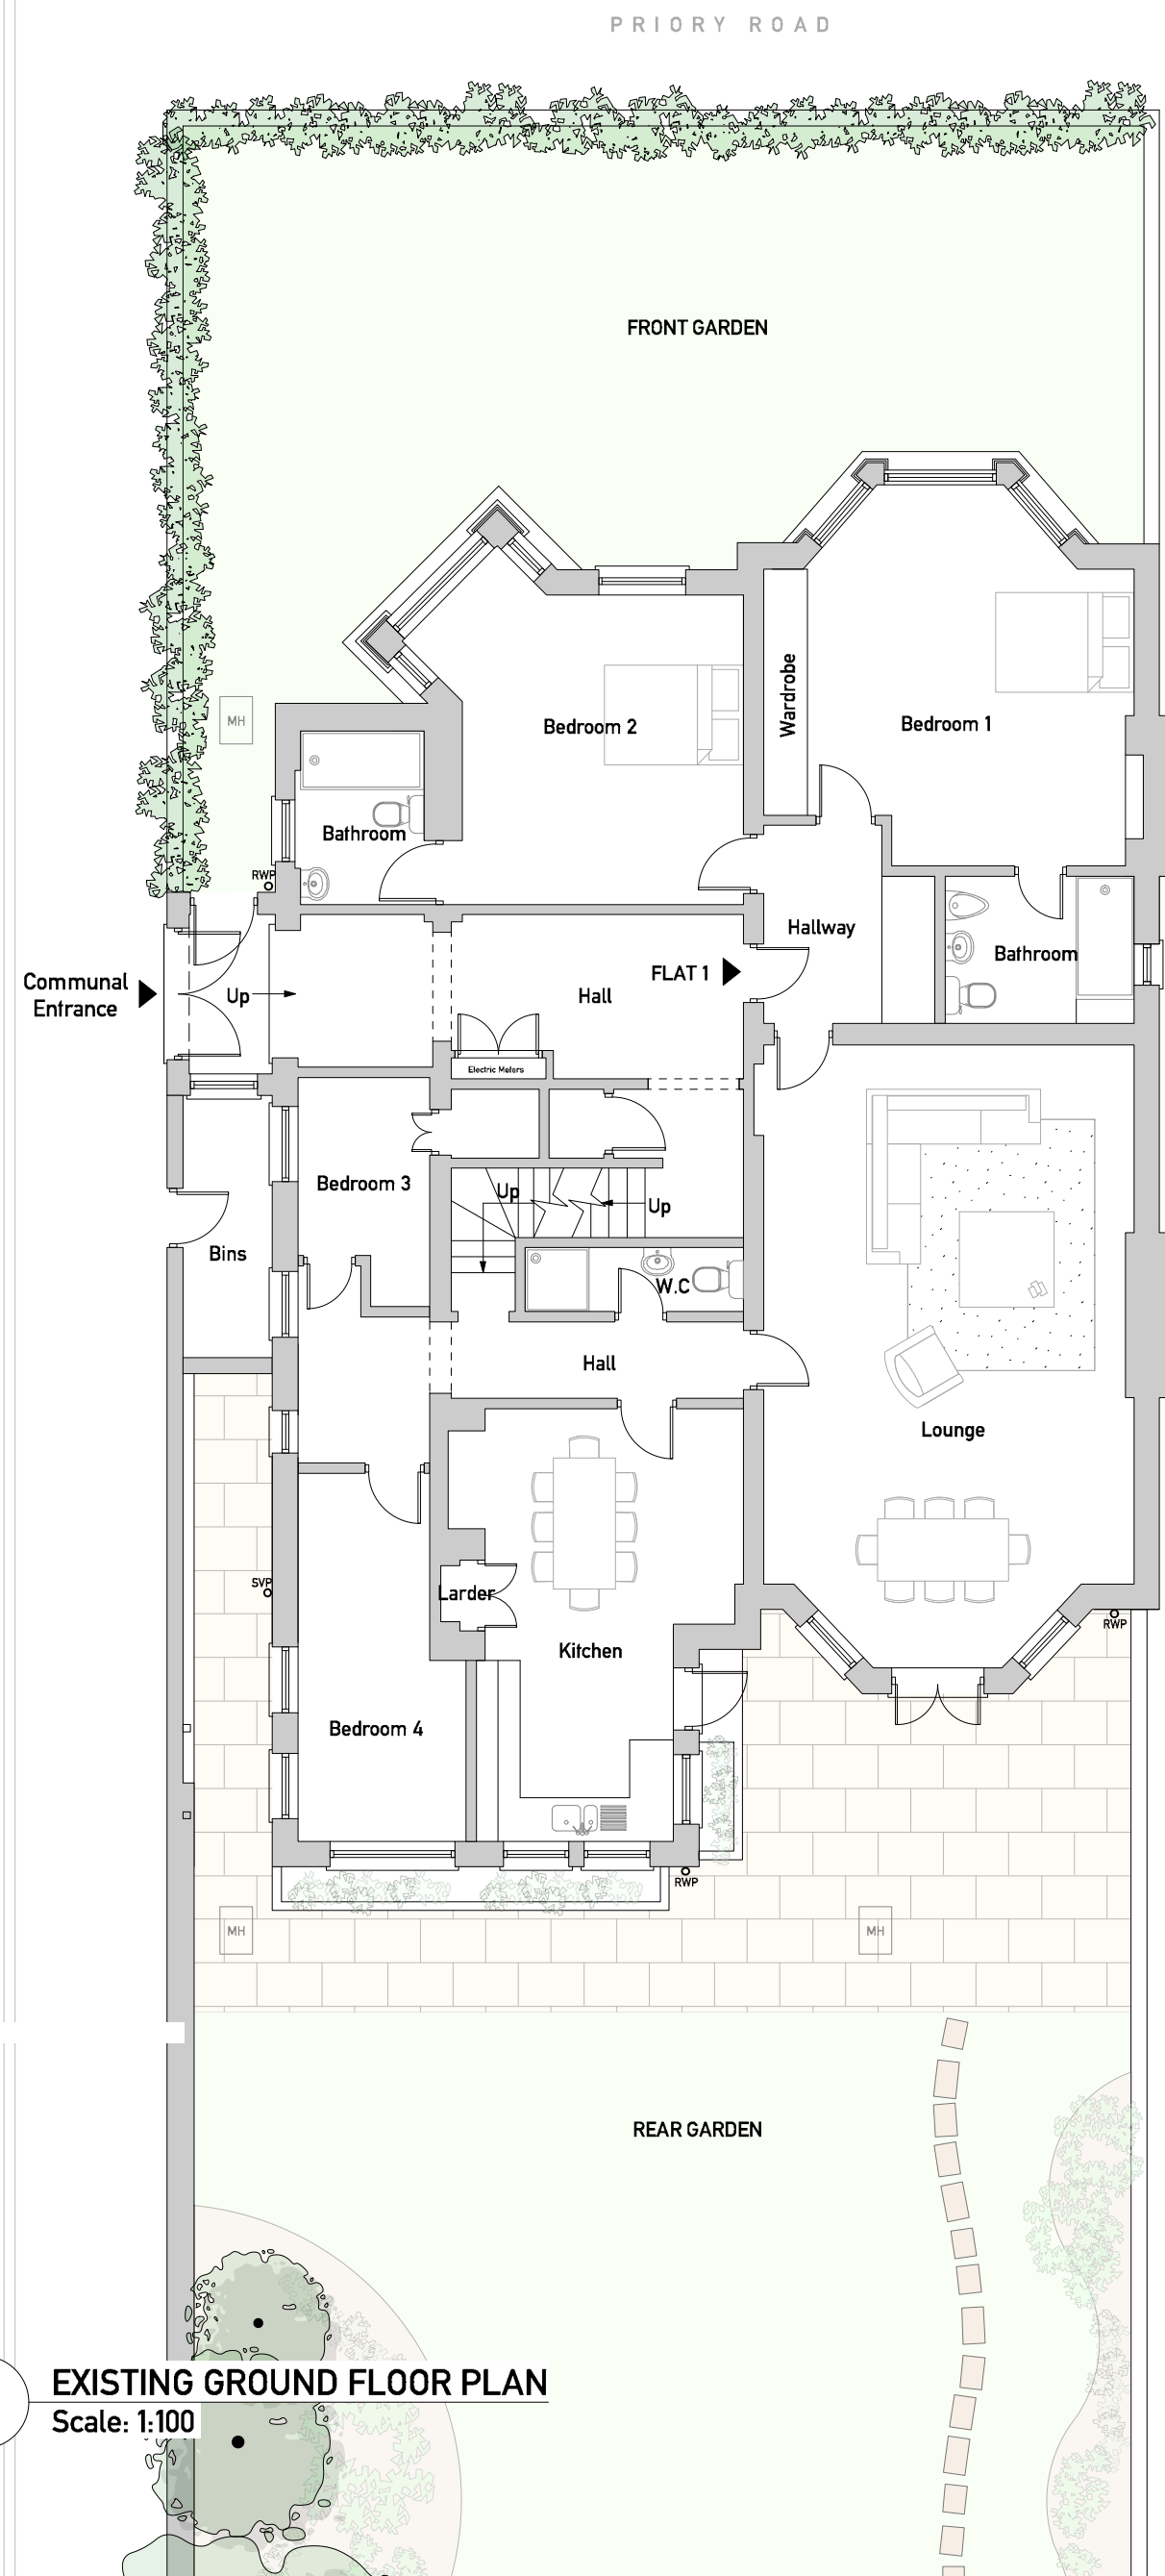 PRIORY ROAD
FRONT GARDEN
Wardrobe
Bedroom 1
Bedroom 2
MH
Bathroom
RWP
Hallway
Bathroom
Communal
Entrance
Up
Hall
FLAT 1
Electric Meters
Bedroom 3
Up
Up
Bins
W.C
Hall
Lounge
SVP
Larder
Kitchen
RWP
Bedroom 4
RWP
MH
MH
REAR GARDEN
EXISTING GROUND FLOOR PLAN
Scale: 1:100